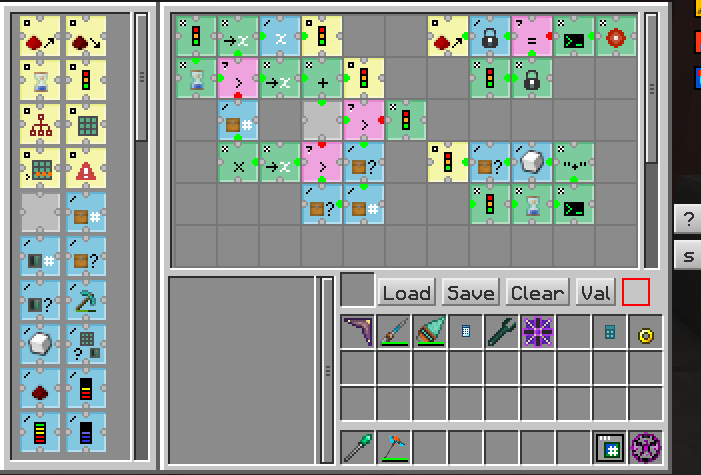 →x x
=
→x +
#
x →x ?
? "+"
? #
#
# ?
?
?
?
s
Load Save Clear Val